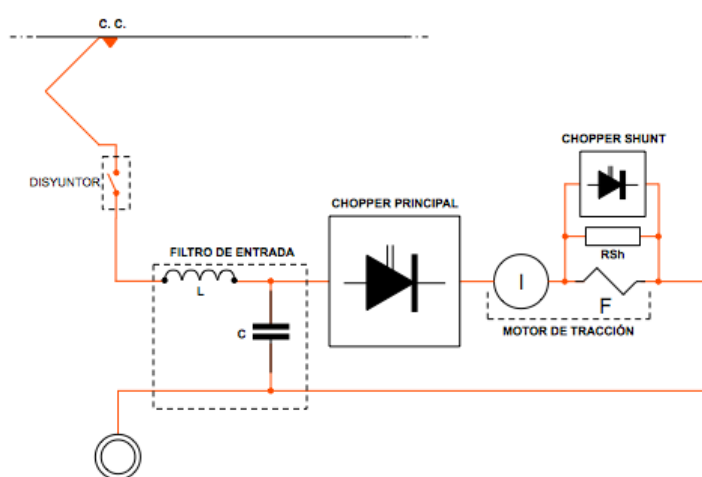 C. C.
CHOPPER SHUNT
DISYUNTOR
CHOPPER PRINCIPAL
FILTRO DE ENTRADA
RSh
L
I
F
C
MOTOR DE TRACCIÓN